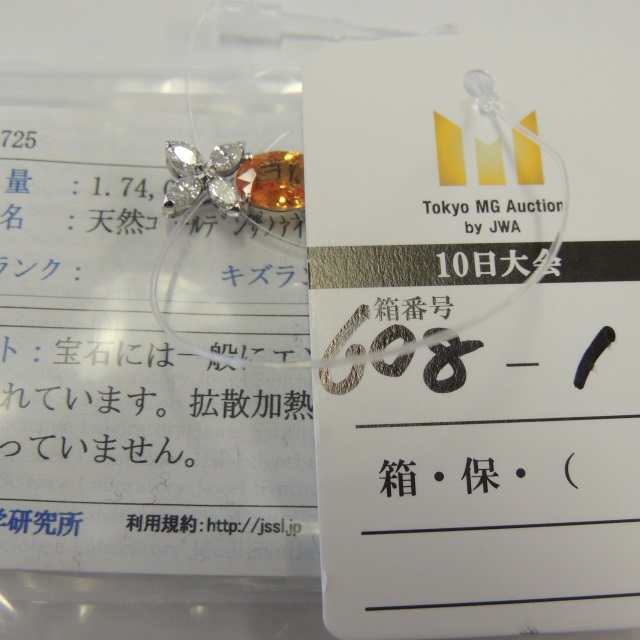 725
量 : 1.74,
名 : 天然
ランク : キズラン
ト : 宝石には一般にエン
れています。拡散加熱
っていません。
学研究所 利用規約:http://jssl.jp
Tokyo MG Auction
by JWA
10日大会
箱番号
608 - 1
箱・保・(